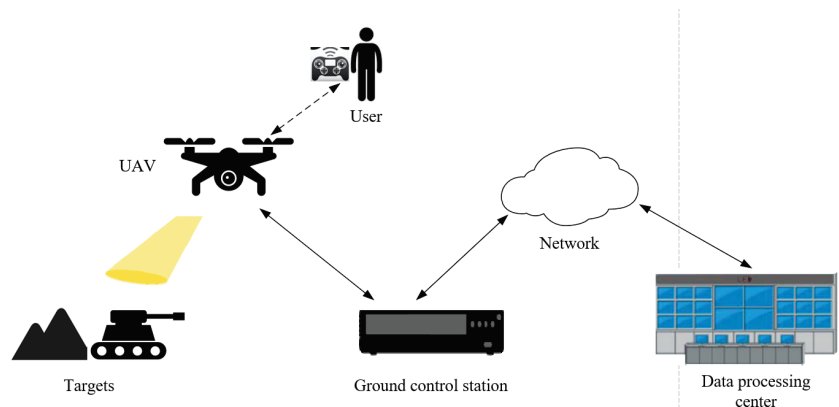 User
UAV
Network
Targets
Ground control station
Data processing
center